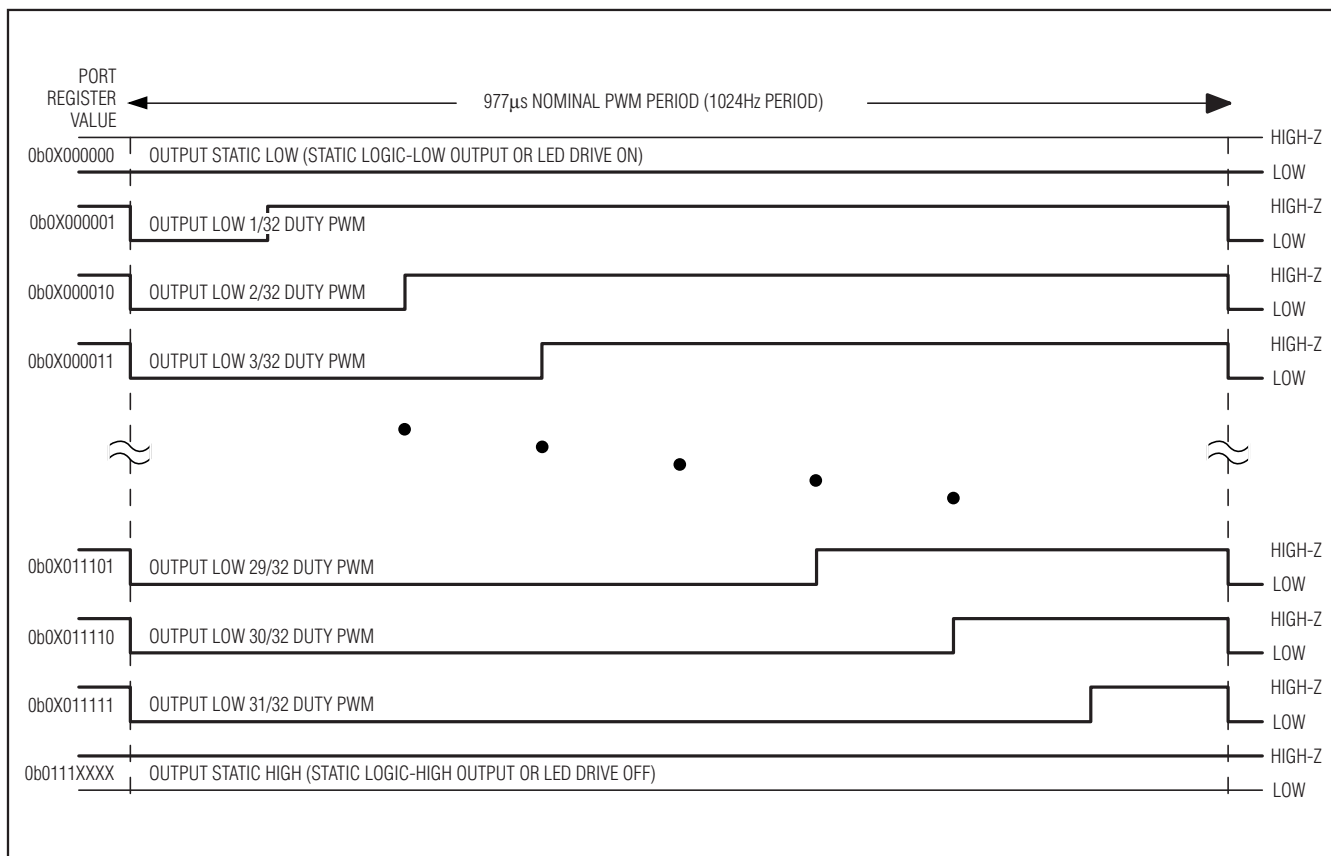 PORT
REGISTER
VALUE
977µs NOMINAL PWM PERIOD (1024Hz PERIOD)
0b0X000000
OUTPUT STATIC LOW (STATIC LOGIC-LOW OUTPUT OR LED DRIVE ON)
HIGH-Z
LOW
0b0X000001
OUTPUT LOW 1/32 DUTY PWM
HIGH-Z
LOW
0b0X000010
OUTPUT LOW 2/32 DUTY PWM
HIGH-Z
LOW
0b0X000011
OUTPUT LOW 3/32 DUTY PWM
HIGH-Z
LOW
0b0X011101
OUTPUT LOW 29/32 DUTY PWM
HIGH-Z
LOW
0b0X011110
OUTPUT LOW 30/32 DUTY PWM
HIGH-Z
LOW
0b0X011111
OUTPUT LOW 31/32 DUTY PWM
HIGH-Z
LOW
0b0111XXXX
OUTPUT STATIC HIGH (STATIC LOGIC-HIGH OUTPUT OR LED DRIVE OFF)
HIGH-Z
LOW